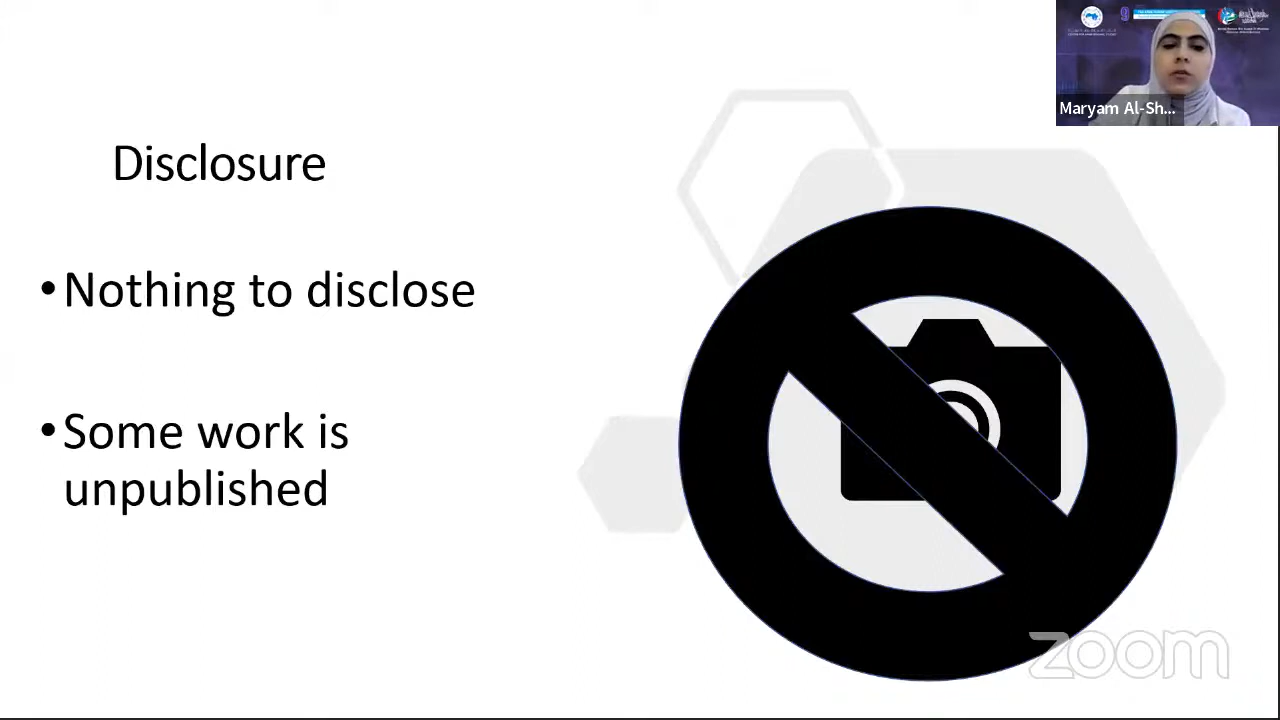 Disclosure
•Nothing to disclose
•Some work is
unpublished
Maryam Al-Sh...
zoom